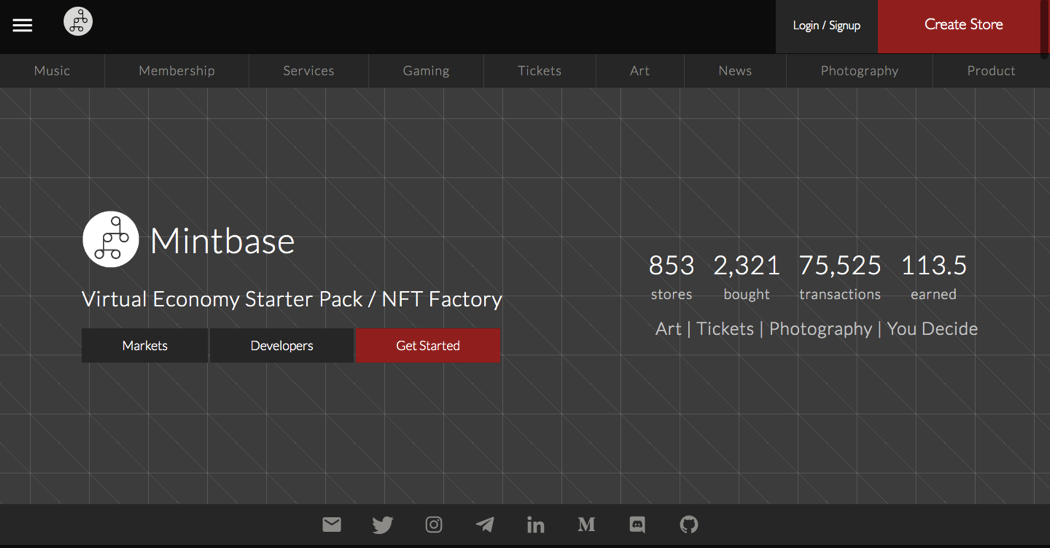 Login / Signup
Create Store
Music
Membership
Services
Gaming
Tickets
Art
News
Photography
Product
Mintbase
Virtual Economy Starter Pack / NFT Factory
Markets
Developers
Get Started
853 2,321 75,525 113.5
stores bought transactions earned
Art | Tickets | Photography | You Decide